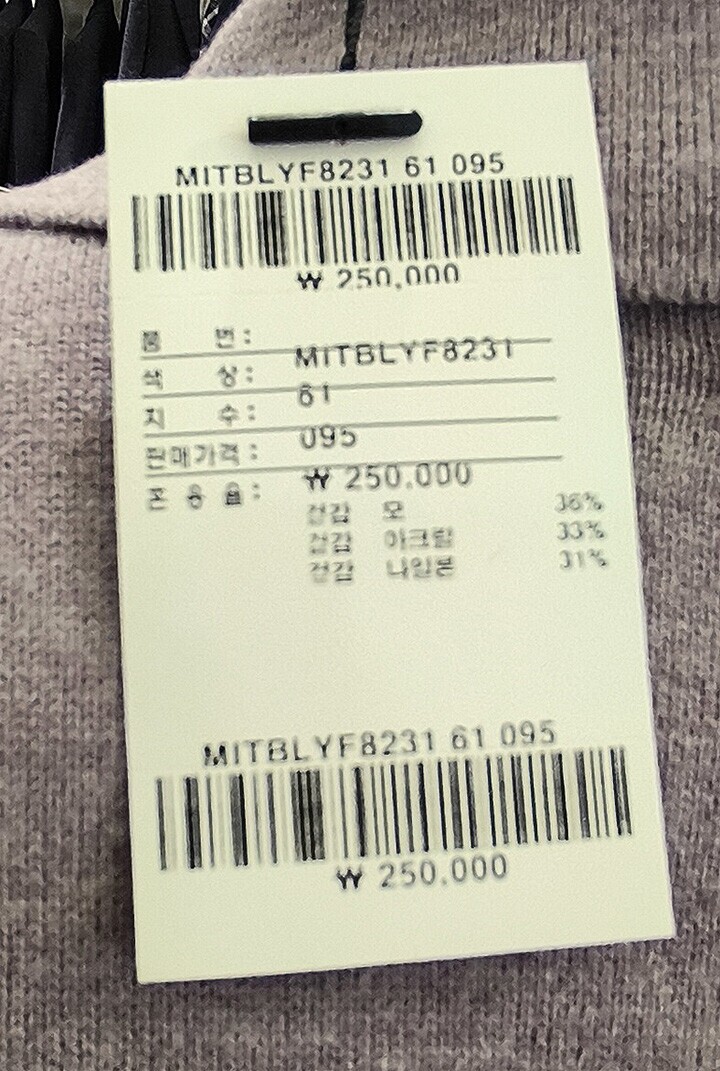 MITBLYF8231 61 095
₩ 250,000
품 번: MITBLYF8231
색 상: 61
치 수: 095
판매가격: ₩ 250,000
혼 용 율:
겉감 모 36%
겉감 아크릴 33%
겉감 나일론 31%
MITBLYF8231 61 095
₩ 250,000